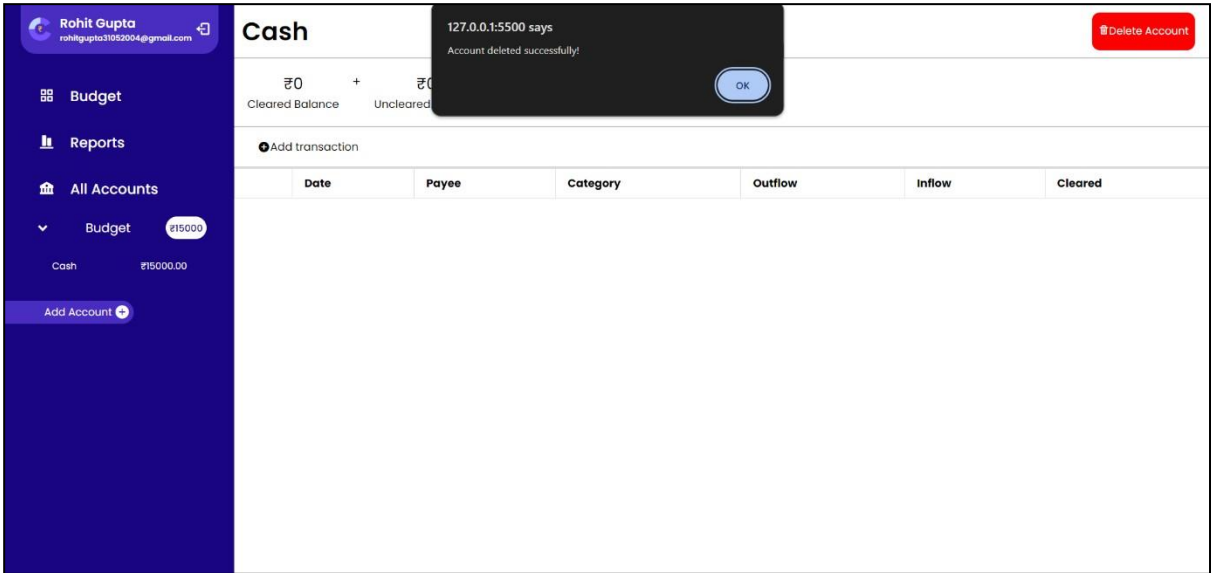 Rohit Gupta
rohitgupta31052004@gmail.com
Budget
Reports
All Accounts
Budget ₹15000
Cash ₹15000.00
Add Account
Cash
127.0.0.1:5500 says
Account deleted successfully!
OK
Delete Account
₹0 +
Cleared Balance Uncleared
Add transaction
Date Payee Category Outflow Inflow Cleared